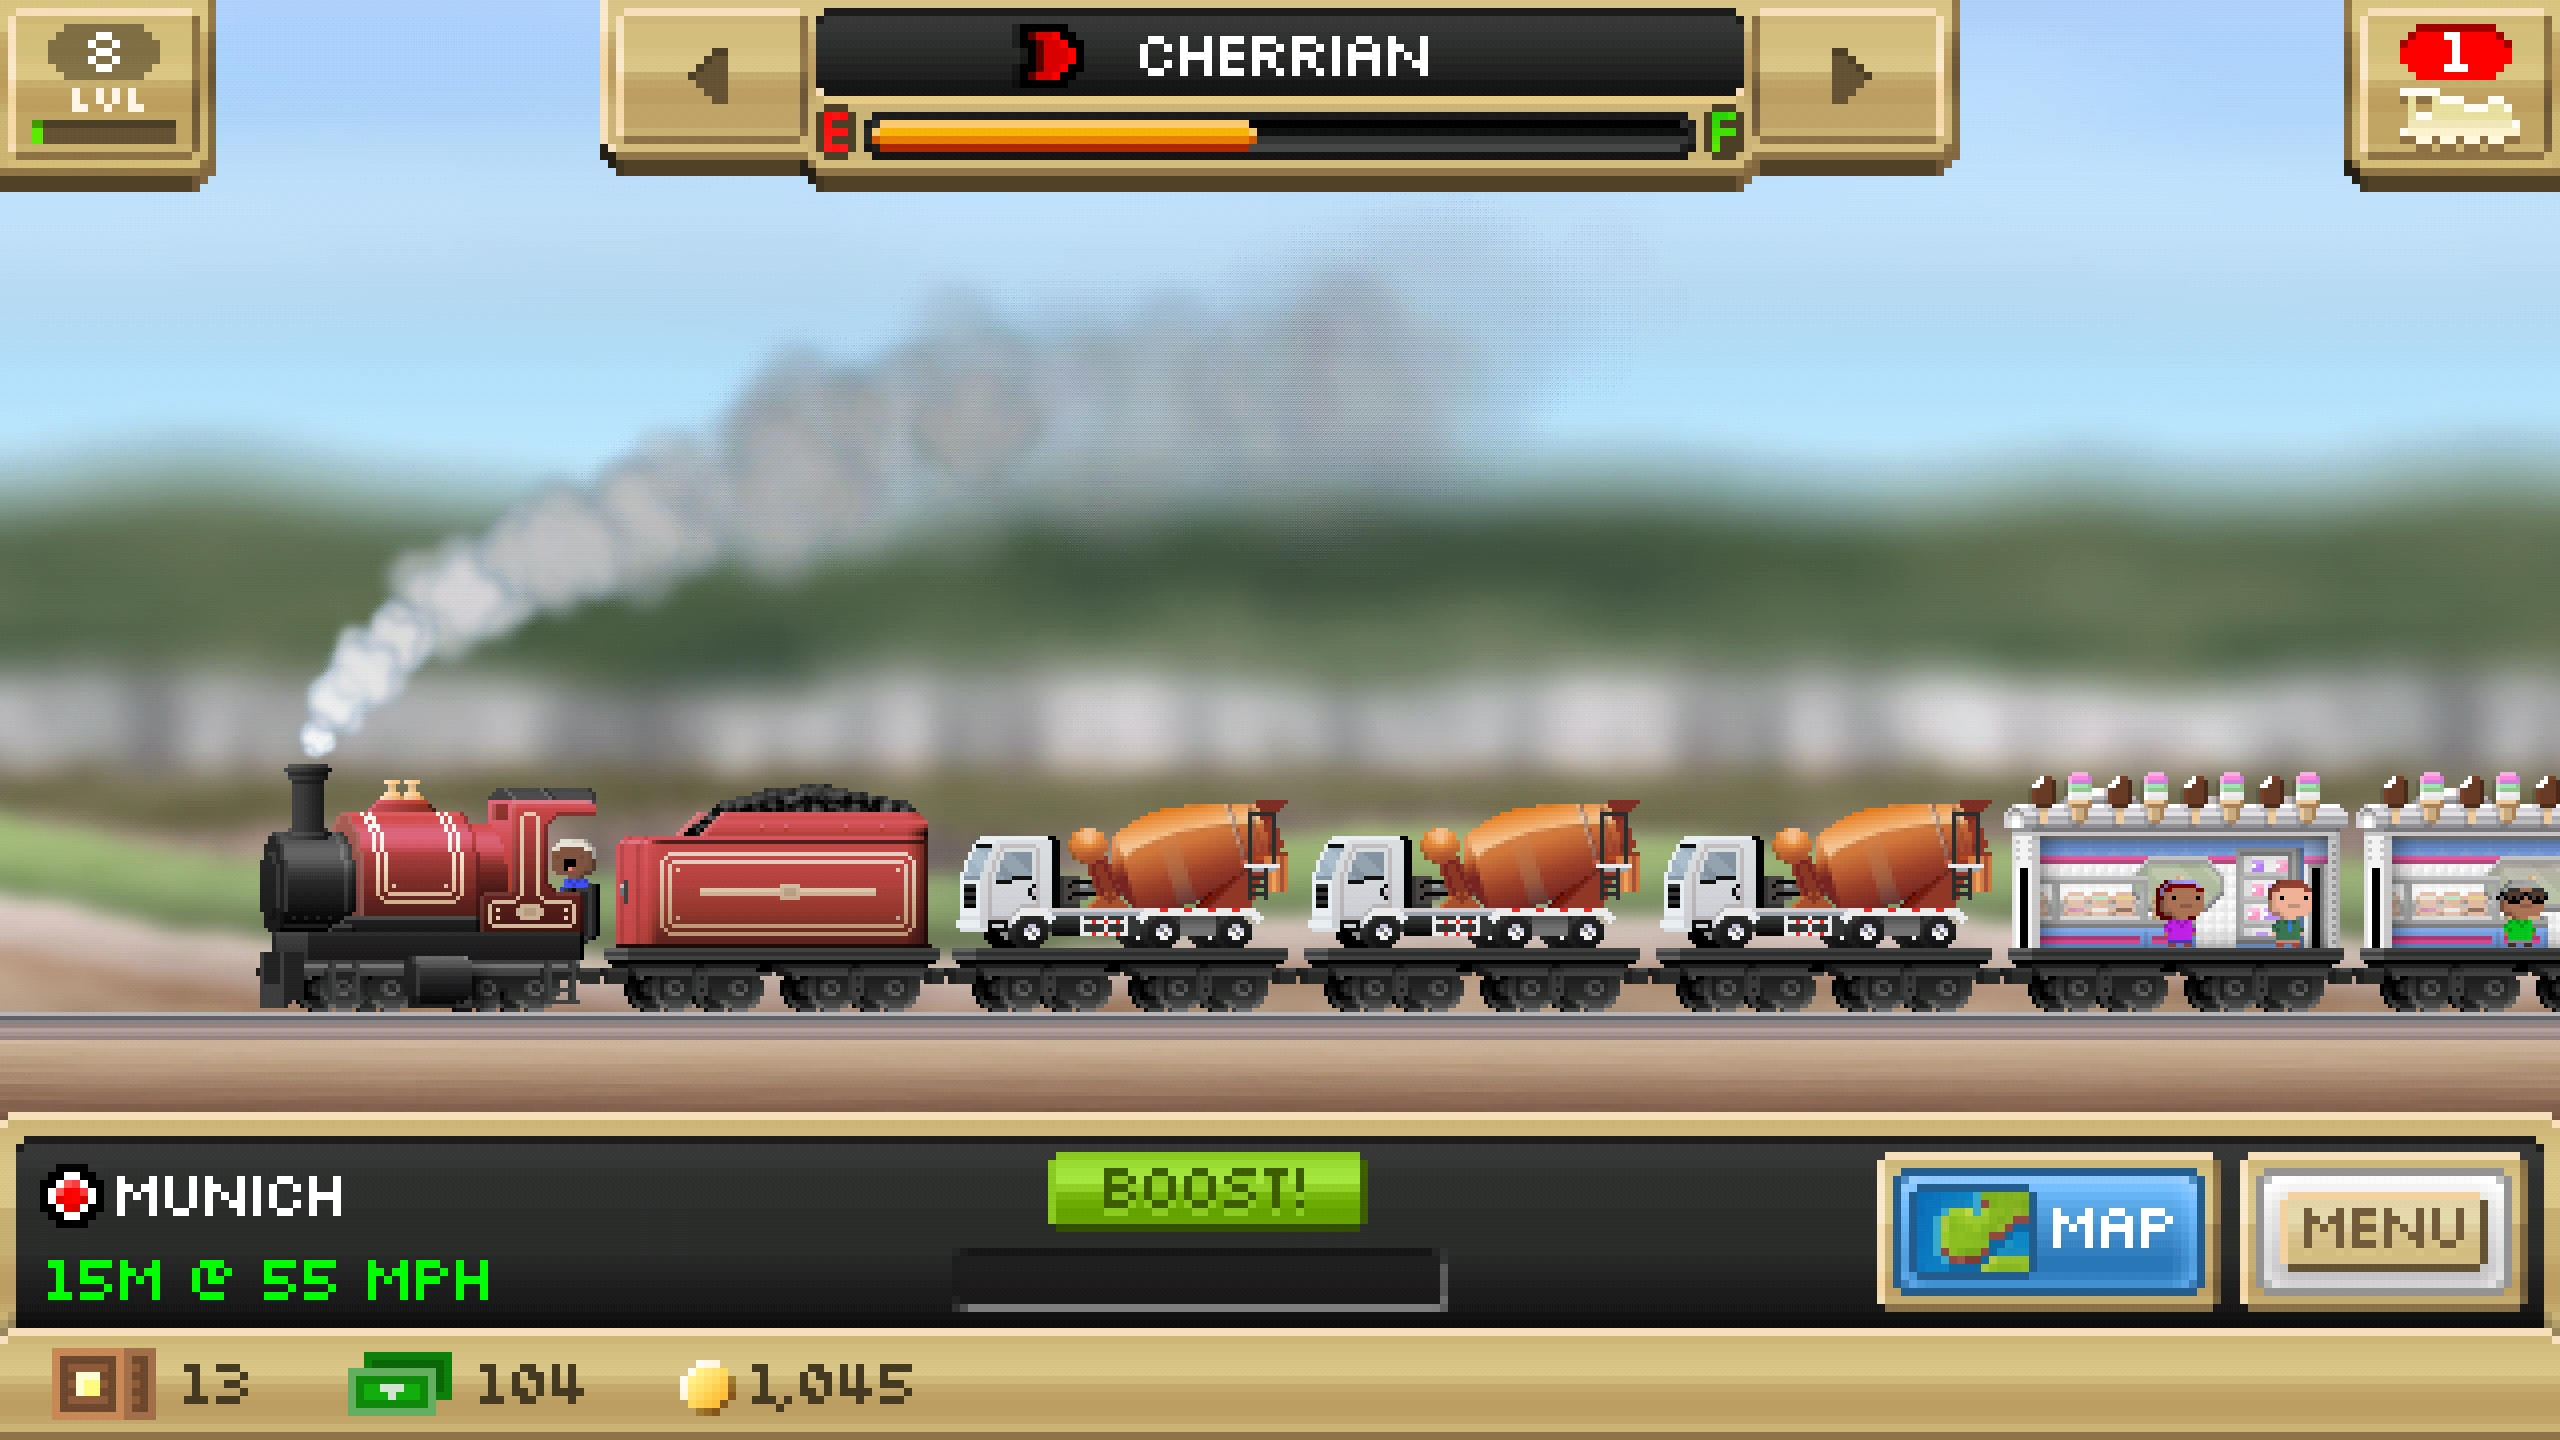 8
LVL
CHERRIAN
E F
1
MUNICH
15M @ 55 MPH
BOOST!
MAP
MENU
13 104 1,045